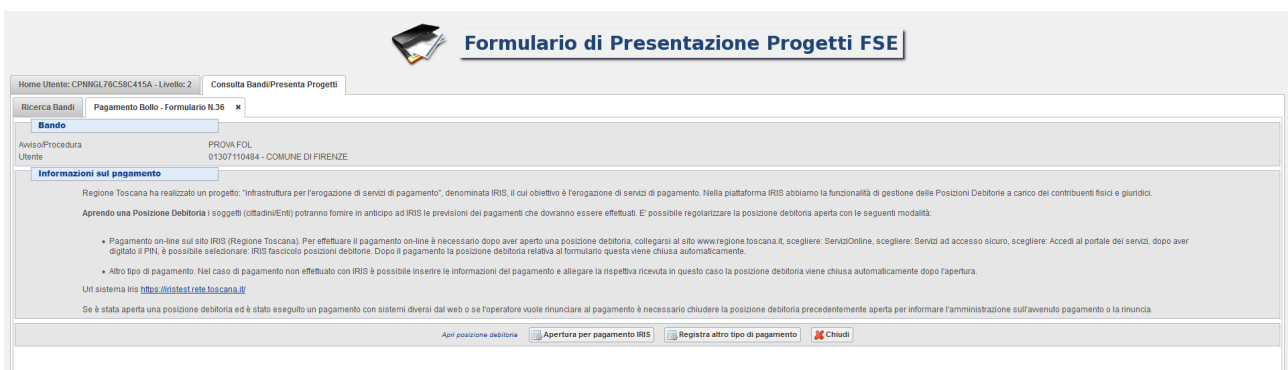 Formulario di Presentazione Progetti FSE
Home Utente: CPNNGL76C58C415A - Livello: 2 Consulta Bandi/Presenta Progetti
Ricerca Bandi Pagamento Bollo - Formulario N.36 x
Bando
Avviso/Procedura PROVA FOL
Utente 01307110484 - COMUNE DI FIRENZE
Informazioni sul pagamento
Regione Toscana ha realizzato un progetto: "infrastruttura per l'erogazione di servizi di pagamento", denominata IRIS, il cui obiettivo è l'erogazione di servizi di pagamento. Nella piattaforma IRIS abbiamo la funzionalità di gestione delle Posizioni Debitorie a carico dei contribuenti fisici e giuridici.
Aprendo una Posizione Debitoria i soggetti (cittadini/Enti) potranno fornire in anticipo ad IRIS le previsioni dei pagamenti che dovranno essere effettuati. E' possibile regolarizzare la posizione debitoria aperta con le seguenti modalità:
• Pagamento on-line sul sito IRIS (Regione Toscana). Per effettuare il pagamento on-line è necessario dopo aver aperto una posizione debitoria, collegarsi al sito www.regione.toscana.it, scegliere: ServiziOnline, scegliere: Servizi ad accesso sicuro, scegliere: Accedi al portale dei servizi, dopo aver
digitato il PIN, è possibile selezionare: IRIS fascicolo posizioni debitorie. Dopo il pagamento la posizione debitoria relativa al formulario questa viene chiusa automaticamente.
• Altro tipo di pagamento. Nel caso di pagamento non effettuato con IRIS è possibile inserire le informazioni del pagamento e allegare la rispettiva ricevuta in questo caso la posizione debitoria viene chiusa automaticamente dopo l'apertura.
Url sistema Iris https://iristest.rete.toscana.it/
Se è stata aperta una posizione debitoria ed è stato eseguito un pagamento con sistemi diversi dal web o se l'operatore vuole rinunciare al pagamento è necessario chiudere la posizione debitoria precedentemente aperta per informare l'amministrazione sull'avvenuto pagamento o la rinuncia.
Apri posizione debitoria Apertura per pagamento IRIS Registra altro tipo di pagamento Chiudi